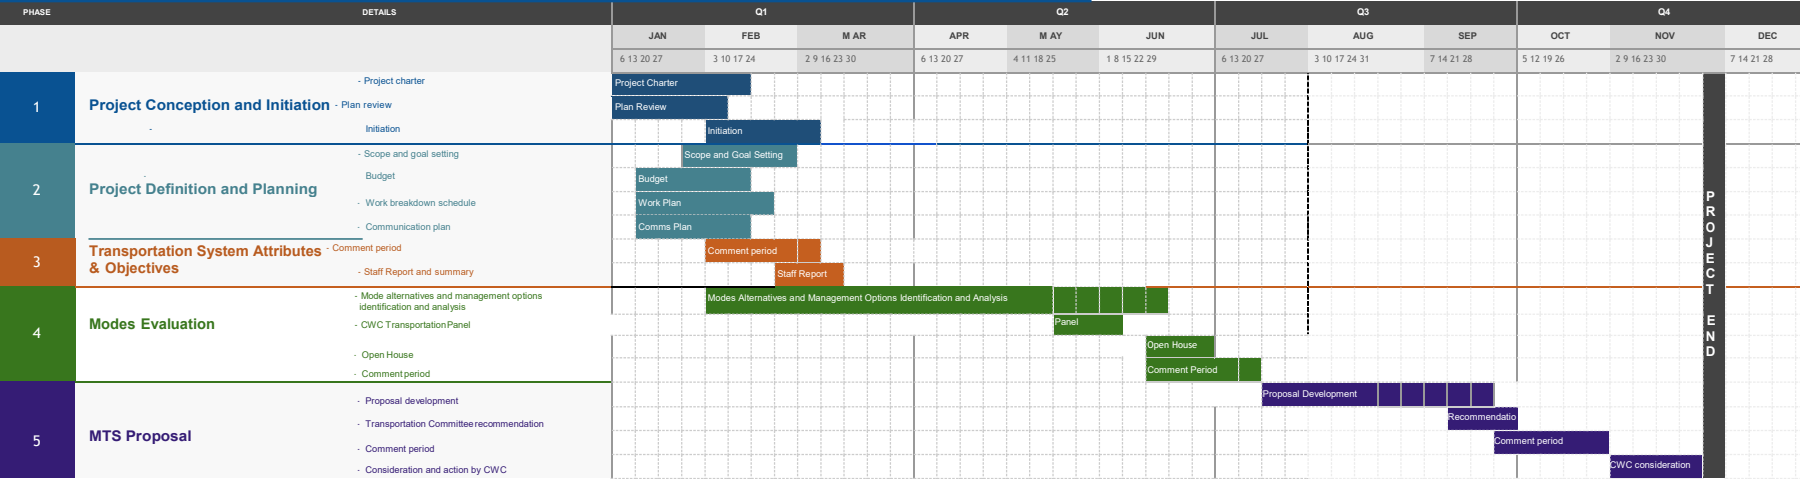 PHASE DETAILS Q1 Q2 Q3 Q4
JAN FEB M AR APR M AY JUN JUL AUG SEP OCT NOV DEC
6 13 20 27 3 10 17 24 2 9 16 23 30 6 13 20 27 4 11 18 25 1 8 15 22 29 6 13 20 27 3 10 17 24 31 7 14 21 28 5 12 19 26 2 9 16 23 30 7 14 21 28
1
Project Conception and Initiation
- Project charter
- Plan review
- Initiation
Project Charter
Plan Review
Initiation
2
Project Definition and Planning
- Scope and goal setting
- Budget
- Work breakdown schedule
- Communication plan
Scope and Goal Setting
Budget
Work Plan
Comms Plan
3
Transportation System Attributes
& Objectives
- Comment period
- Staff Report and summary
Comment period
Staff Report
4
Modes Evaluation
- Mode alternatives and management options
identification and analysis
- CWC Transportation Panel
- Open House
- Comment period
Modes Alternatives and Management Options Identification and Analysis
Panel
Open House
Comment Period
5
MTS Proposal
- Proposal development
- Transportation Committee recommendation
- Comment period
- Consideration and action by CWC
Proposal Development
Recommendatio
Comment period
CWC consideration
PROJECT END